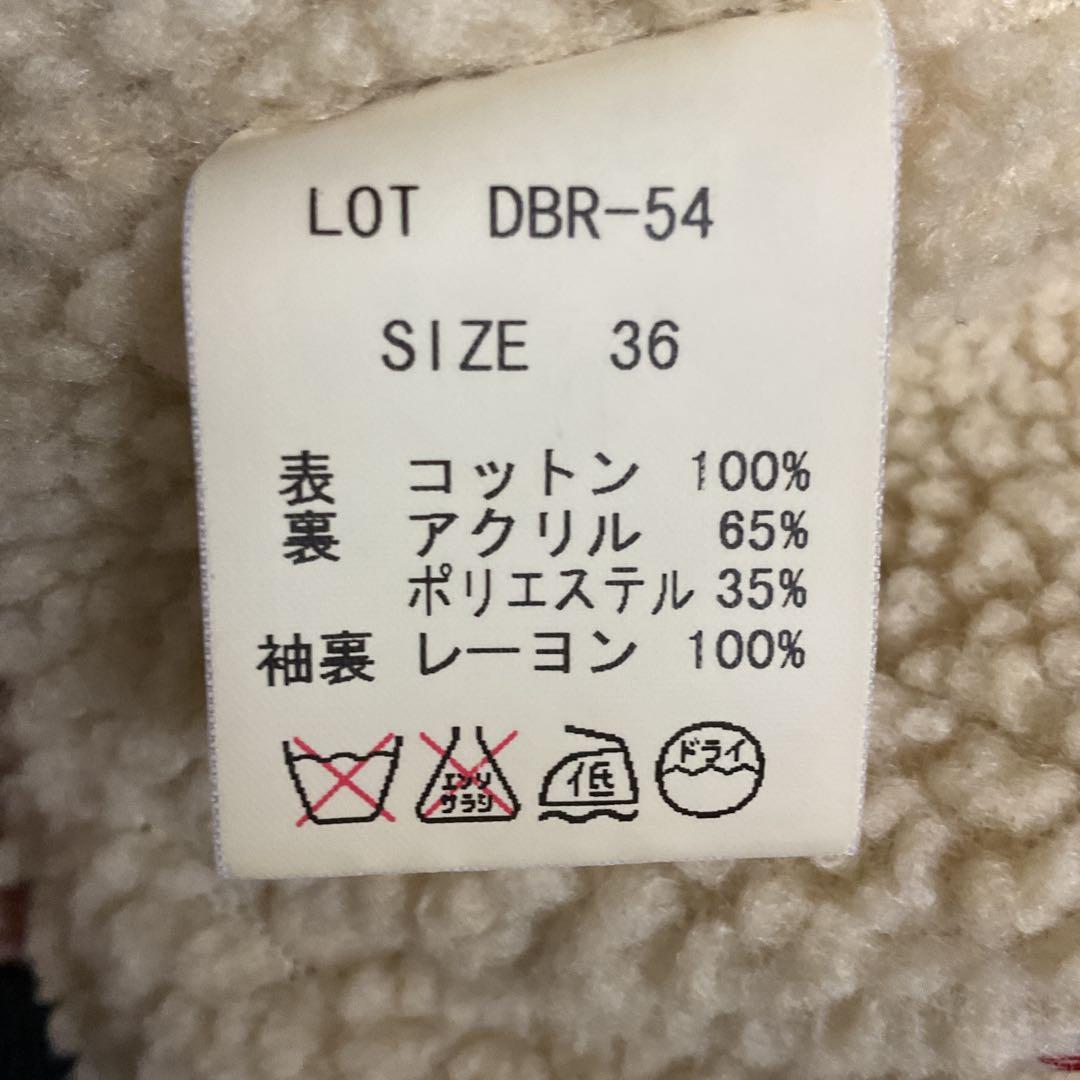 LOT DBR-54
SIZE 36
表 コットン 100%
裏 アクリル 65%
ポリエステル 35%
袖裏 レーヨン 100%
エンソ
サラシ
低
ドライ